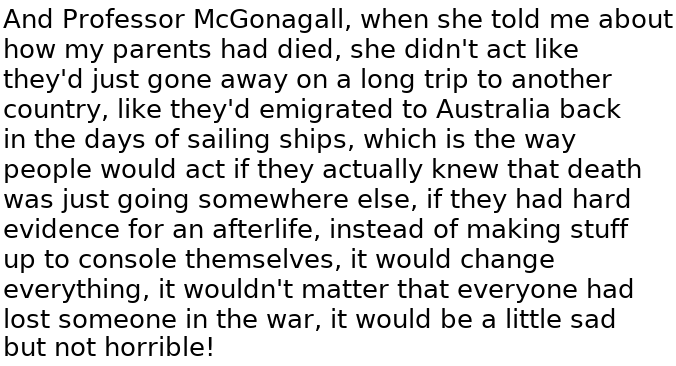 And Professor McGonagall, when she told me about
how my parents had died, she didn't act like
they'd just gone away on a long trip to another
country, like they'd emigrated to Australia back
in the days of sailing ships, which is the way
people would act if they actually knew that death
was just going somewhere else, if they had hard
evidence for an afterlife, instead of making stuff
up to console themselves, it would change
everything, it wouldn't matter that everyone had
lost someone in the war, it would be a little sad
but not horrible!